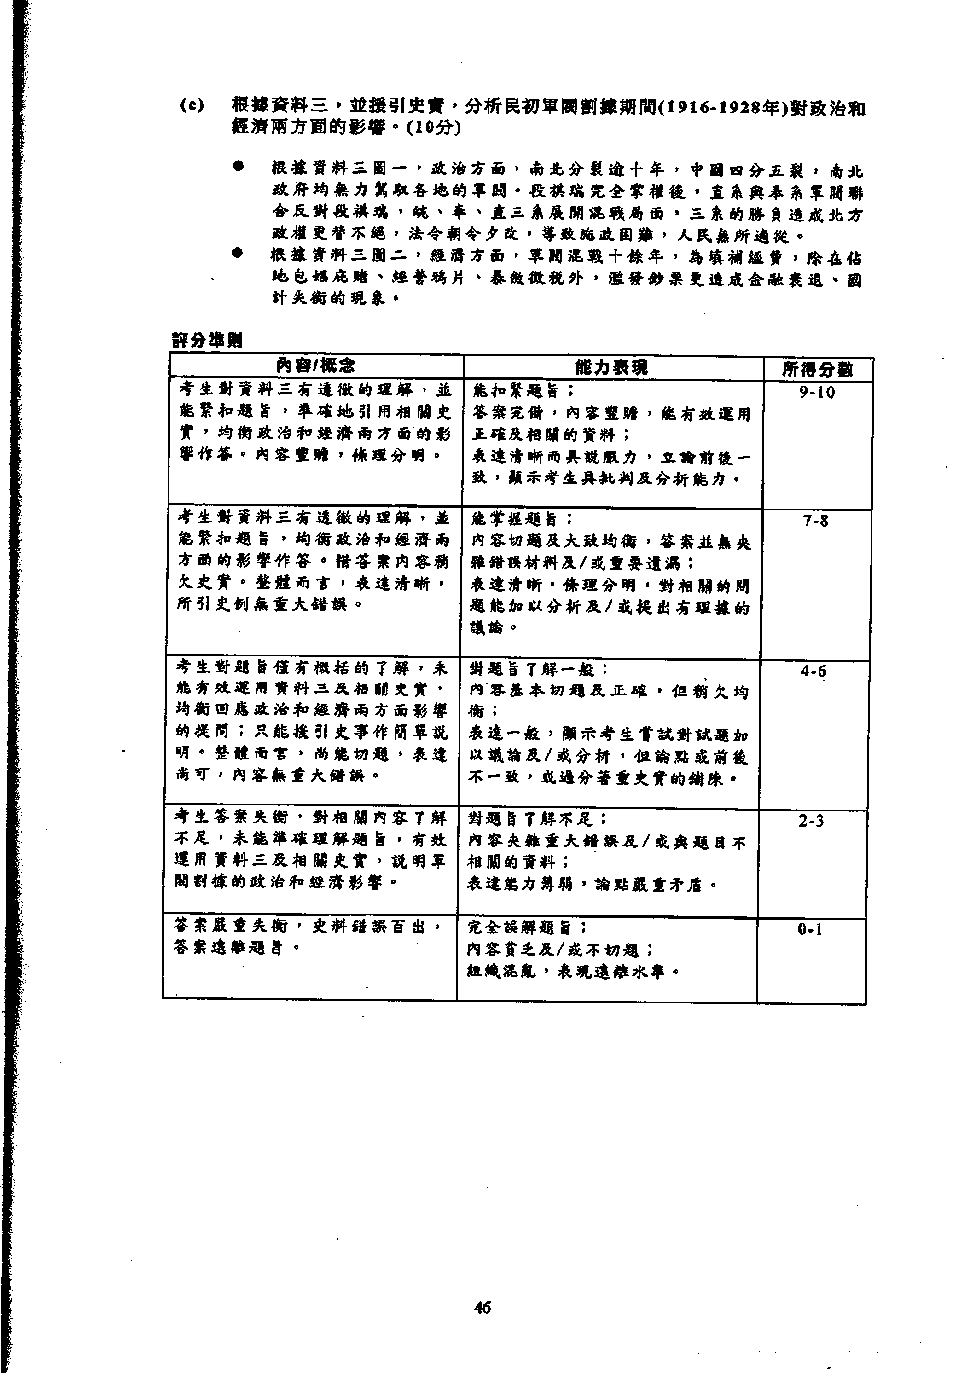 (c) 根據資料三，並援引史實，分析民初軍閥割據期間(1916-1928年)對政治和
經濟兩方面的影響。(10分)
● 根據資料三圖一，政治方面，南北分裂逾十年，中國四分五裂，南北
政府均無力駕馭各地的軍閥。段祺瑞完全掌權後，直系與奉系軍閥聯
合反對段祺瑞，皖、奉、直三系展開混戰局面。三系的勝負造成北方
政權更替不絕，法令朝令夕改，導致施政困難，人民無所適從。
● 根據資料三圖二，經濟方面，軍閥混戰十餘年，為填補經費，除在佔
地包娼庇賭、經營鴉片、暴斂徵稅外，濫發鈔票更造成金融衰退、國
計失衡的現象。
評分準則
內容/概念 能力表現 所得分數
考生對資料三有透徹的理解，並
能緊扣題旨，準確地引用相關史
實，均衡政治和經濟兩方面的影
響作答。內容豐贍，條理分明。
能扣緊題旨；
答案完備，內容豐贍，能有效運用
正確及相關的資料；
表達清晰而具說服力，立論前後一
致，顯示考生具批判及分析能力。
9-10
考生對資料三有透徹的理解，並
能緊扣題旨，均衡政治和經濟兩
方面的影響作答。惜答案內容稍
欠史實。整體而言，表達清晰，
所引史例無重大錯誤。
能掌握題旨；
內容切題及大致均衡，答案並無夾
雜錯誤材料及/或重要遺漏；
表達清晰，條理分明，對相關的問
題能加以分析及/或提出有理據的
議論。
7-8
考生對題旨僅有概括的了解，未
能有效運用資料三及相關史實，
均衡回應政治和經濟兩方面影響
的提問；只能援引史事作簡單說
明。整體而言，尚能切題，表達
尚可，內容無重大錯誤。
對題旨了解一般；
內容基本切題及正確，但稍欠均
衡；
表達一般，顯示考生嘗試對試題加
以議論及/或分析，但論點或前後
不一致，或過分著重史實的鋪陳。
4-6
考生答案失衡，對相關內容了解
不足，未能準確理解題旨，有效
運用資料三及相關史實，說明軍
閥割據的政治和經濟影響。
對題旨了解不足；
內容夾雜重大錯誤及/或與題目不
相關的資料；
表達能力薄弱，論點嚴重矛盾。
2-3
答案嚴重失衡，史料錯誤百出，
答案遠離題旨。
完全誤解題旨；
內容貧乏及/或不切題；
組織混亂，表現遠離水準。
0-1
46